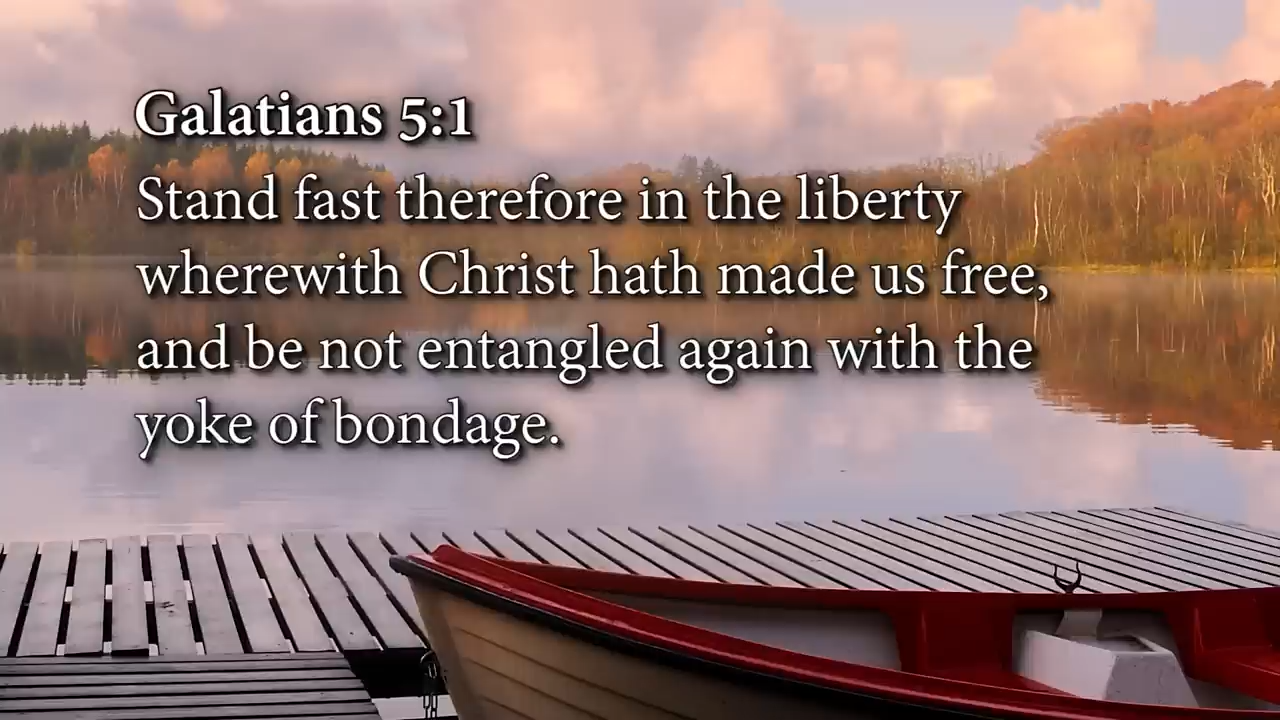 Galatians 5:1
Stand fast therefore in the liberty
wherewith Christ hath made us free,
and be not entangled again with the
yoke of bondage.